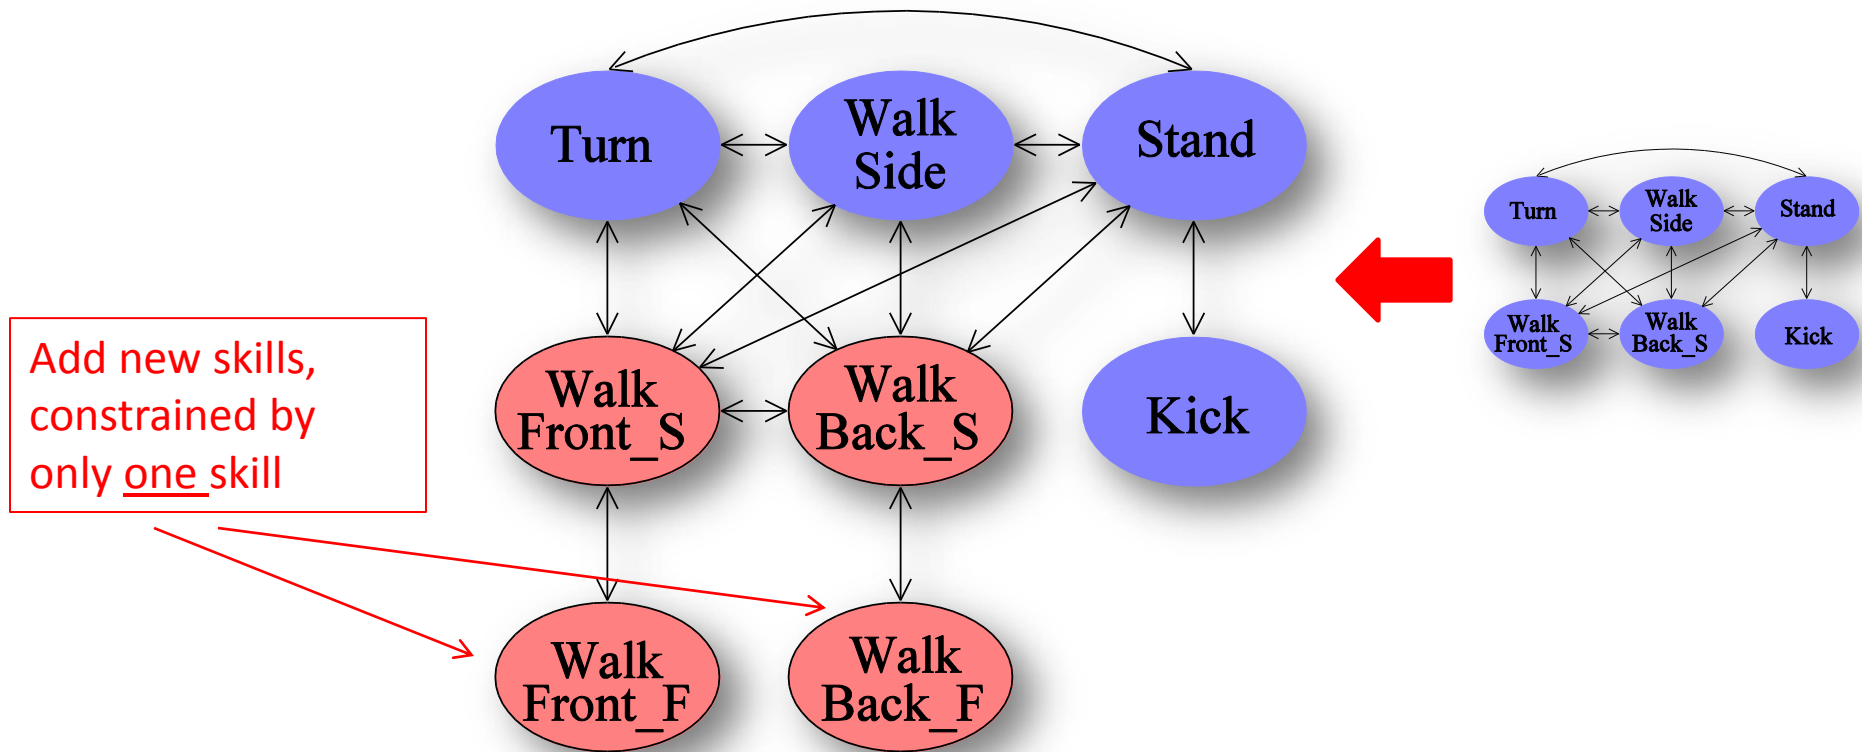 Turn
Walk
Side
Stand
Walk
Front_S
Walk
Back_S
Kick
Walk
Front_F
Walk
Back_F
Add new skills,
constrained by
only one skill
Turn
Walk
Side
Stand
Walk
Front_S
Walk
Back_S
Kick